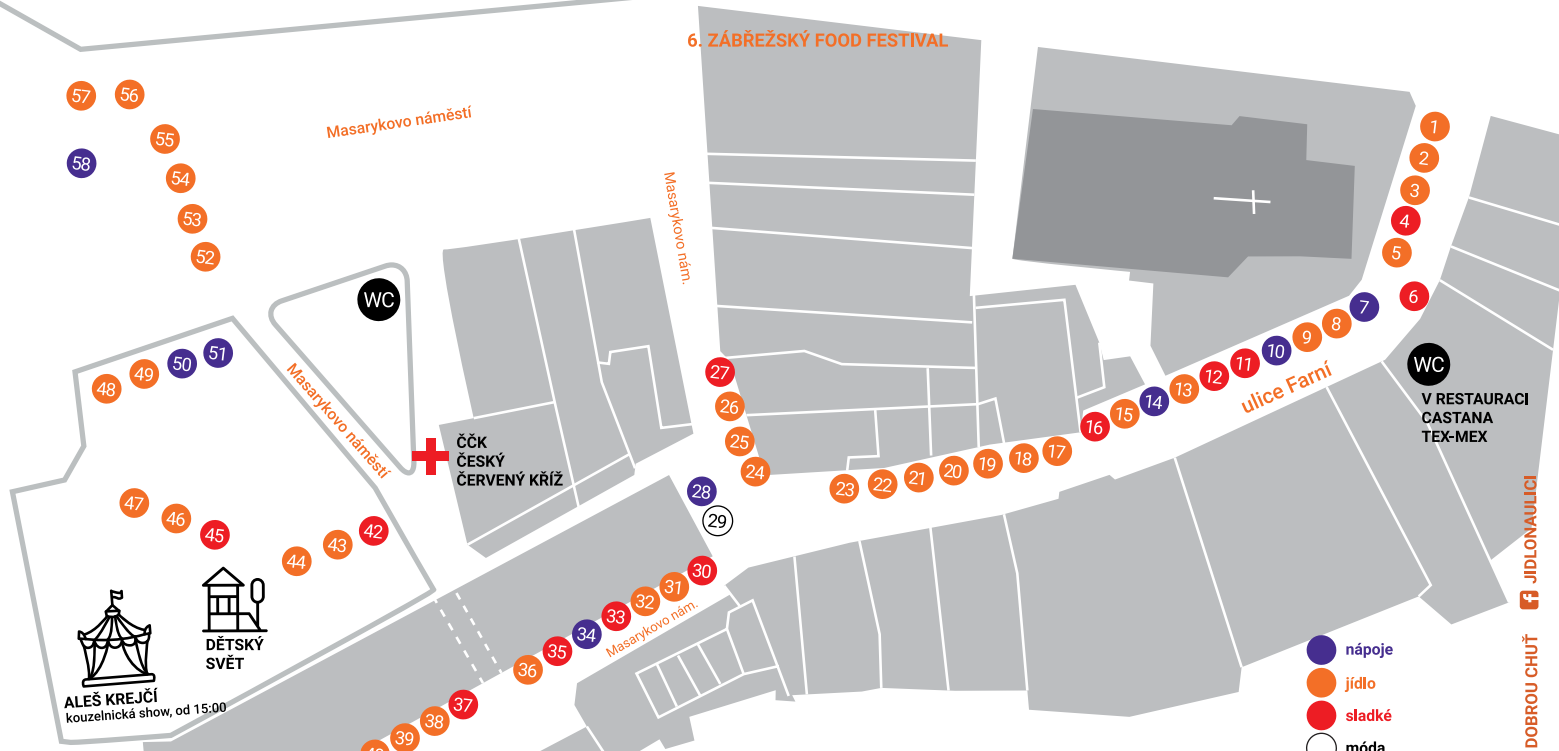 6. ZÁBŘEŽSKÝ FOOD FESTIVAL
Masarykovo náměstí
Masarykovo nám.
57
56
55
58
54
53
52
WC
1
2
3
4
5
6
7
8
9
10
11
12
13
14
15
16
ulice Farní
WC
V RESTAURACI
CASTANA
TEX-MEX
17
18
19
20
21
22
23
24
25
26
27
28
29
48
49
50
51
Masarykovo náměstí
ČČK
ČESKÝ
ČERVENÝ KŘÍŽ
47
46
45
44
43
42
30
31
32
33
34
35
36
37
38
39
Masarykovo nám.
DĚTSKÝ
SVĚT
ALEŠ KREJČÍ
kouzelnická show, od 15:00
nápoje
jídlo
sladké
móda
DOBROU CHUŤ
JIDLONAULICI